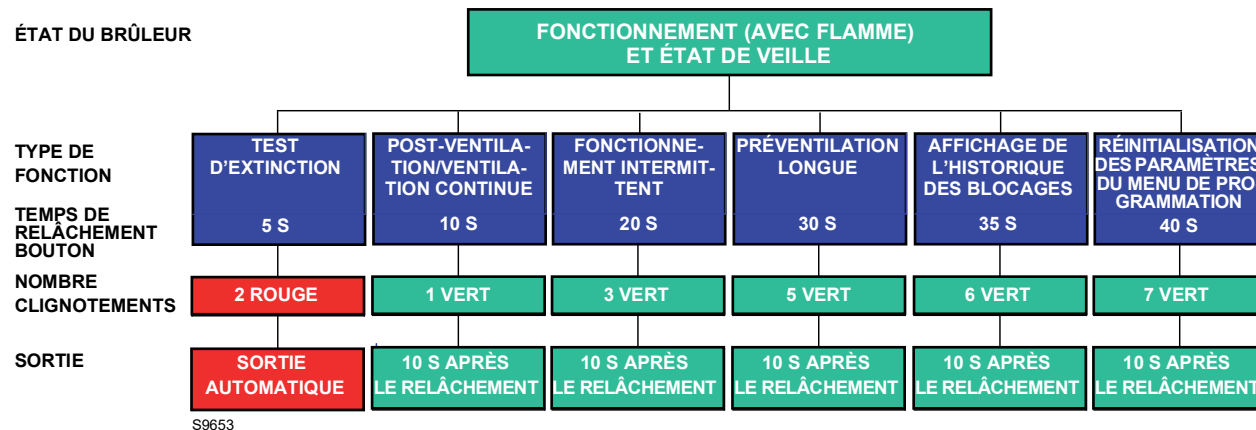 ÉTAT DU BRÛLEUR
FONCTIONNEMENT (AVEC FLAMME)
ET ÉTAT DE VEILLE
TYPE DE
FONCTION
TEST
D’EXTINCTION
POST-VENTILA-
TION/VENTILA-
TION CONTINUE
FONCTIONNE-
MENT INTERMIT-
TENT
PRÉVENTILATION
LONGUE
AFFICHAGE DE
L’HISTORIQUE
DES BLOCAGES
RÉINITIALISATION
DES PARAMÈTRES
DU MENU DE PRO
GRAMMATION
TEMPS DE
RELÂCHEMENT
BOUTON
5 S
10 S
20 S
30 S
35 S
40 S
NOMBRE
CLIGNOTEMENTS
2 ROUGE
1 VERT
3 VERT
5 VERT
6 VERT
7 VERT
SORTIE
SORTIE
AUTOMATIQUE
10 S APRÈS
LE RELÂCHEMENT
10 S APRÈS
LE RELÂCHEMENT
10 S APRÈS
LE RELÂCHEMENT
10 S APRÈS
LE RELÂCHEMENT
10 S APRÈS
LE RELÂCHEMENT
S9653